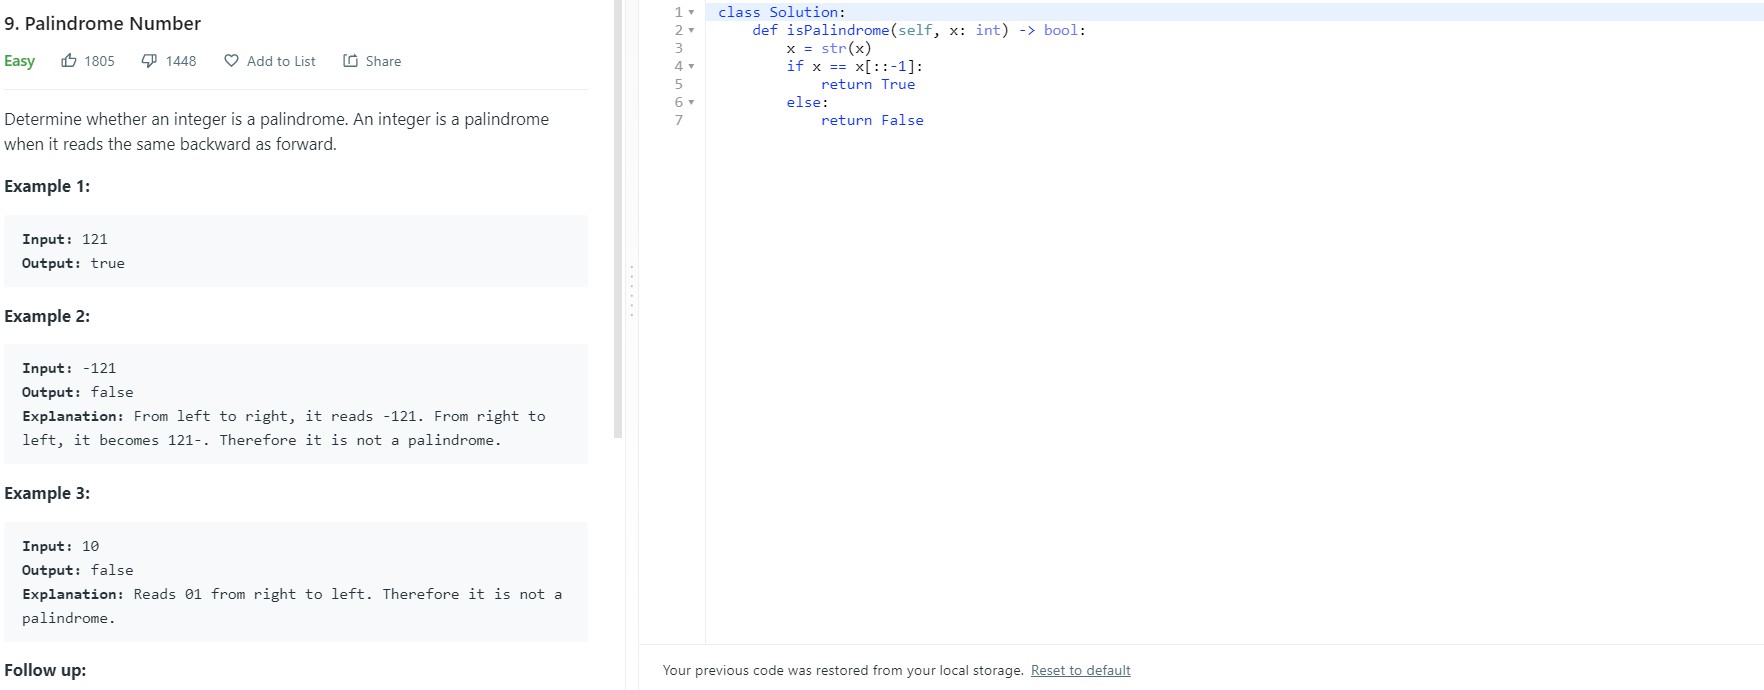 9. Palindrome Number
Easy 1805 1448 Add to List Share
Determine whether an integer is a palindrome. An integer is a palindrome
when it reads the same backward as forward.
Example 1:
Input: 121
Output: true
Example 2:
Input: -121
Output: false
Explanation: From left to right, it reads -121. From right to
left, it becomes 121-. Therefore it is not a palindrome.
Example 3:
Input: 10
Output: false
Explanation: Reads 01 from right to left. Therefore it is not a
palindrome.
Follow up:
1 class Solution:
2     def isPalindrome(self, x: int) -> bool:
3         x = str(x)
4         if x == x[::-1]:
5             return True
6         else:
7             return False
Your previous code was restored from your local storage. Reset to default